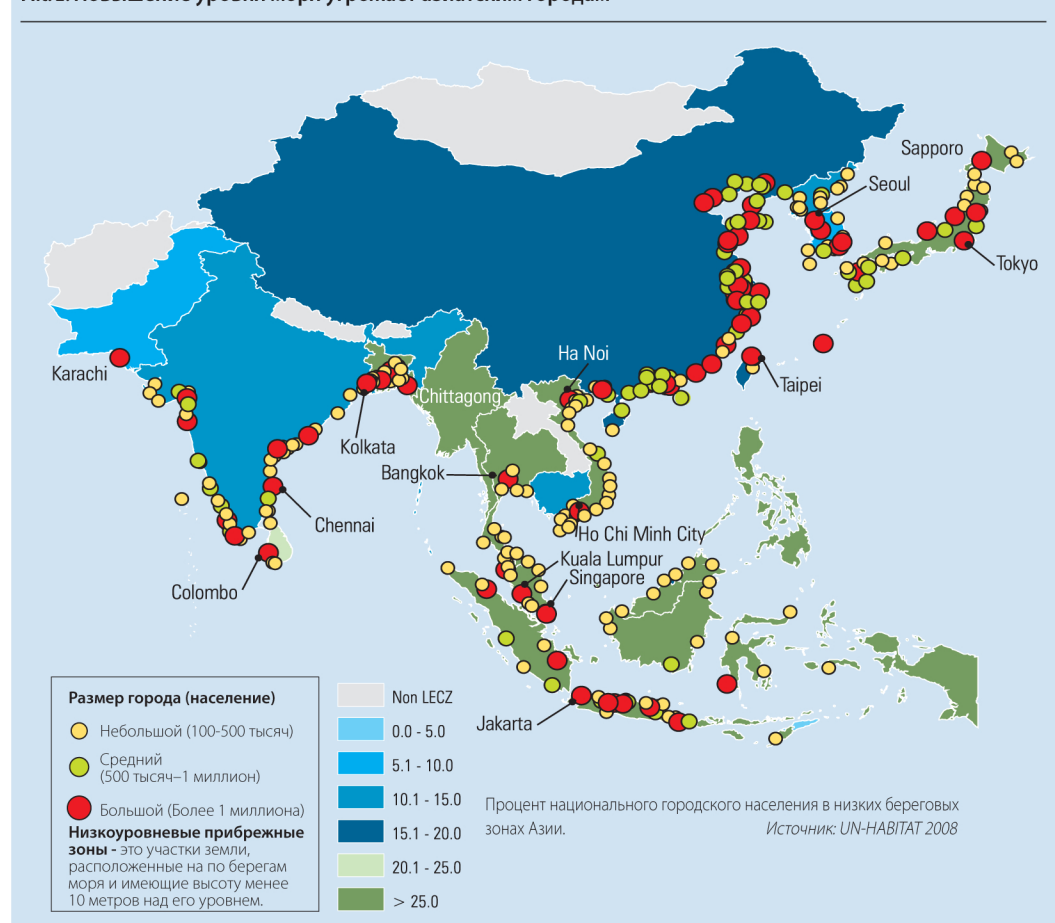 Sapporo
Seoul
Tokyo
Karachi
Ha Noi
Taipei
Chittagong
Kolkata
Bangkok
Chennai
Ho Chi Minh City
Kuala Lumpur
Singapore
Colombo
Jakarta
Размер города (население)
Небольшой (100-500 тысяч)
Средний
(500 тысяч–1 миллион)
Большой (Более 1 миллиона)
Низкоуровневые прибрежные
зоны - это участки земли,
расположенные на по берегам
моря и имеющие высоту менее
10 метров над его уровнем.
Non LECZ
0.0 - 5.0
5.1 - 10.0
10.1 - 15.0
15.1 - 20.0
20.1 - 25.0
> 25.0
Процент национального городского населения в низких береговых
зонах Азии.
Источник: UN-HABITAT 2008